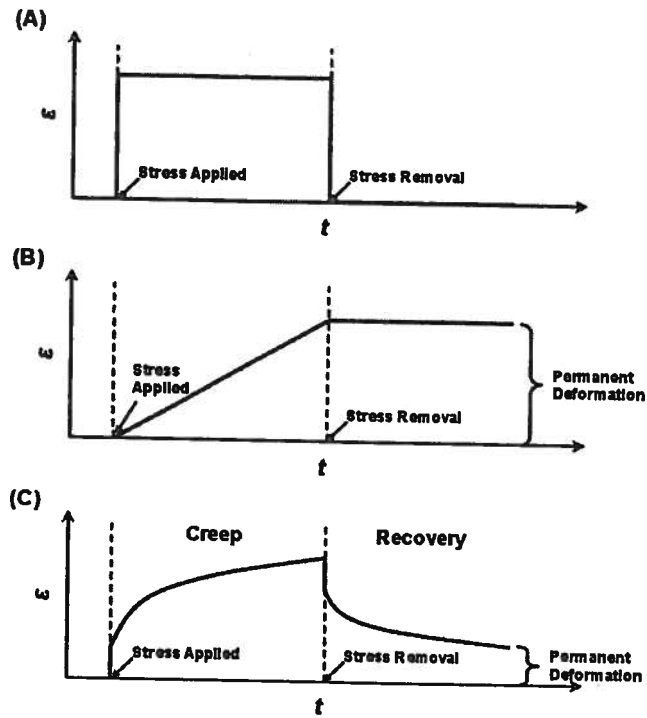 (A)
ε
Stress Applied
Stress Removal
t
(B)
ε
Stress
Applied
Permanent
Deformation
Stress Removal
t
(C)
Creep
Recovery
ε
Stress Applied
Stress Removal
Permanent
Deformation
t